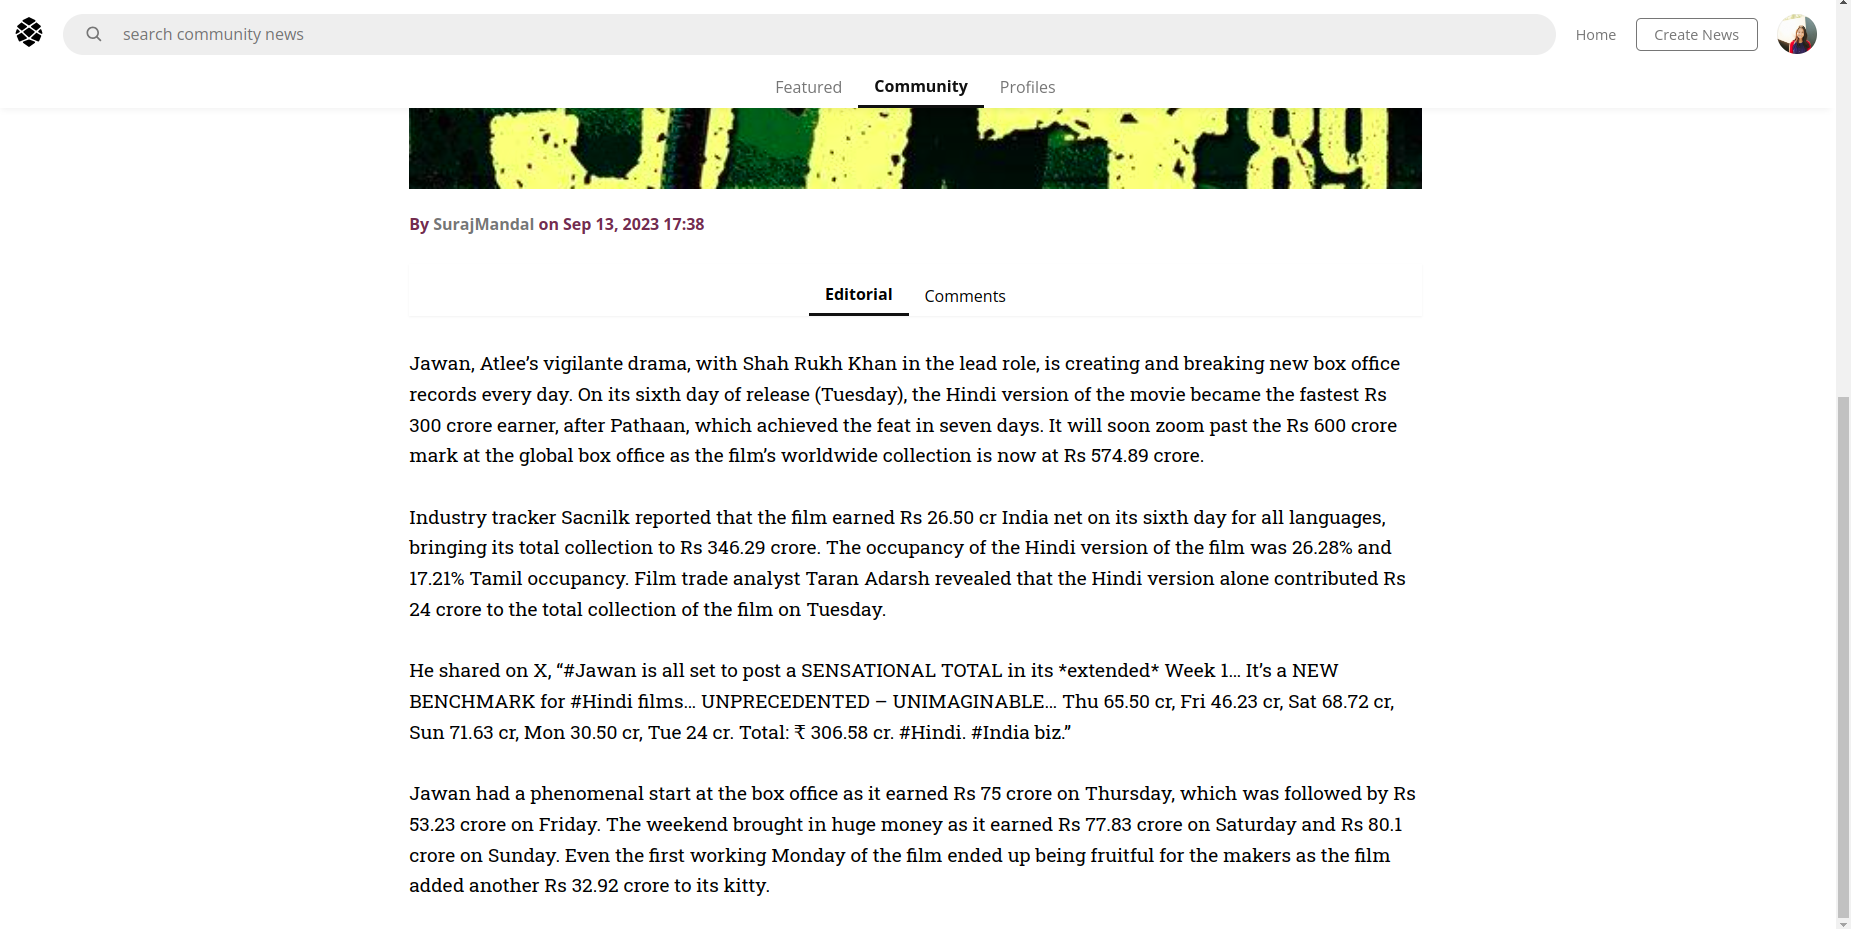 search community news
Home
Create News
Featured
Community
Profiles
89
By SurajMandal on Sep 13, 2023 17:38
Editorial
Comments
Jawan, Atlee’s vigilante drama, with Shah Rukh Khan in the lead role, is creating and breaking new box office
records every day. On its sixth day of release (Tuesday), the Hindi version of the movie became the fastest Rs
300 crore earner, after Pathaan, which achieved the feat in seven days. It will soon zoom past the Rs 600 crore
mark at the global box office as the film’s worldwide collection is now at Rs 574.89 crore.
Industry tracker Sacnilk reported that the film earned Rs 26.50 cr India net on its sixth day for all languages,
bringing its total collection to Rs 346.29 crore. The occupancy of the Hindi version of the film was 26.28% and
17.21% Tamil occupancy. Film trade analyst Taran Adarsh revealed that the Hindi version alone contributed Rs
24 crore to the total collection of the film on Tuesday.
He shared on X, “#Jawan is all set to post a SENSATIONAL TOTAL in its *extended* Week 1… It’s a NEW
BENCHMARK for #Hindi films… UNPRECEDENTED – UNIMAGINABLE… Thu 65.50 cr, Fri 46.23 cr, Sat 68.72 cr,
Sun 71.63 cr, Mon 30.50 cr, Tue 24 cr. Total: ₹ 306.58 cr. #Hindi. #India biz.”
Jawan had a phenomenal start at the box office as it earned Rs 75 crore on Thursday, which was followed by Rs
53.23 crore on Friday. The weekend brought in huge money as it earned Rs 77.83 crore on Saturday and Rs 80.1
crore on Sunday. Even the first working Monday of the film ended up being fruitful for the makers as the film
added another Rs 32.92 crore to its kitty.